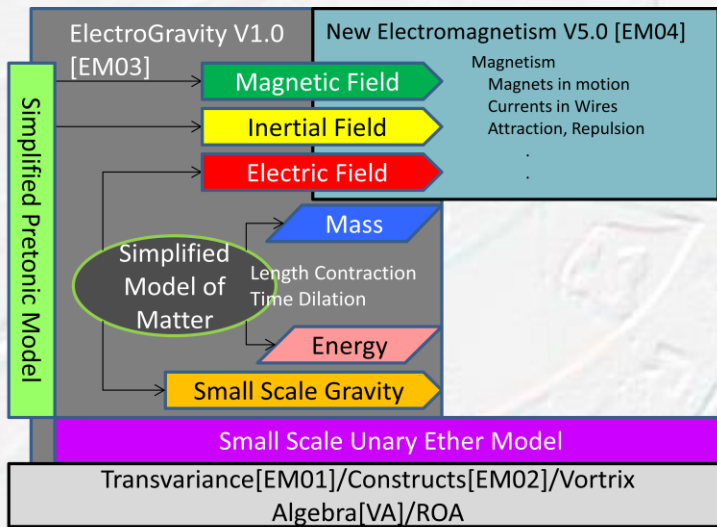 ElectroGravity V1.0
[EM03]
New Electromagnetism V5.0 [EM04]
Magnetism
Magnets in motion
Currents in Wires
Attraction, Repulsion
.
.
Simplified Pretonic Model
Magnetic Field
Inertial Field
Electric Field
Mass
Simplified
Model of
Matter
Length Contraction
Time Dilation
Energy
Small Scale Gravity
Small Scale Unary Ether Model
Transvariance[EM01]/Constructs[EM02]/Vortrix
Algebra[VA]/ROA